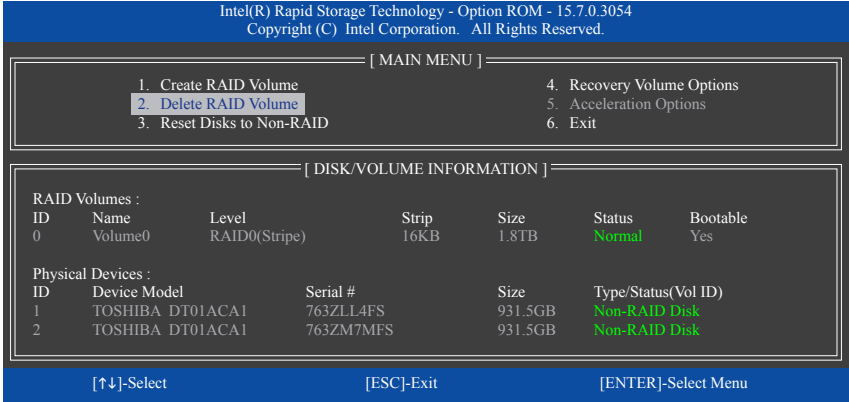 Intel(R) Rapid Storage Technology - Option ROM - 15.7.0.3054
Copyright (C) Intel Corporation. All Rights Reserved.
[ MAIN MENU ]
1. Create RAID Volume 4. Recovery Volume Options
2. Delete RAID Volume 5. Acceleration Options
3. Reset Disks to Non-RAID 6. Exit
[ DISK/VOLUME INFORMATION ]
RAID Volumes :
ID Name Level Strip Size Status Bootable
0 Volume0 RAID0(Stripe) 16KB 1.8TB Normal Yes
Physical Devices :
ID Device Model Serial # Size Type/Status(Vol ID)
1 TOSHIBA DT01ACA1 763ZLL4FS 931.5GB Non-RAID Disk
2 TOSHIBA DT01ACA1 763ZM7MFS 931.5GB Non-RAID Disk
[↑↓]-Select [ESC]-Exit [ENTER]-Select Menu